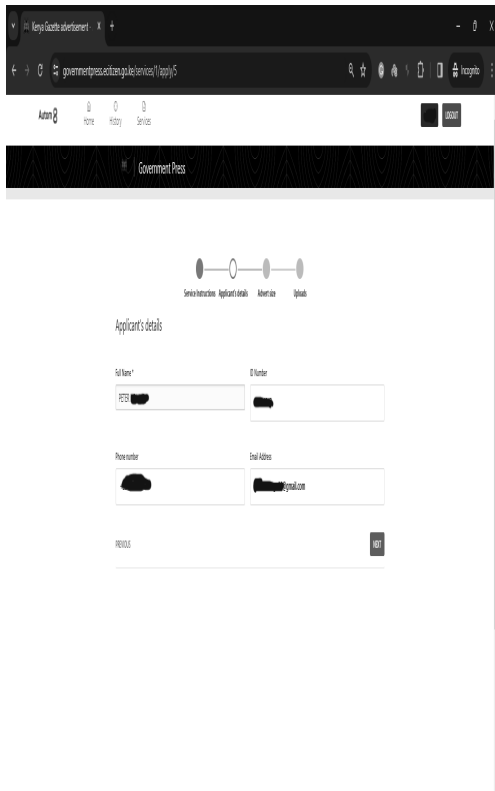 Kenya Gazette advertisement - X +
governmentpress.ecitizen.go.ke/services/1/apply/5
Incognito
Autom8
Home
History
Services
LOGOUT
Government Press
Service Instructions Applicant's details Advert size Uploads
Applicant's details
Full Name *
ID Number
PETER
Phone number
Email Address
@gmail.com
PREVIOUS
NEXT